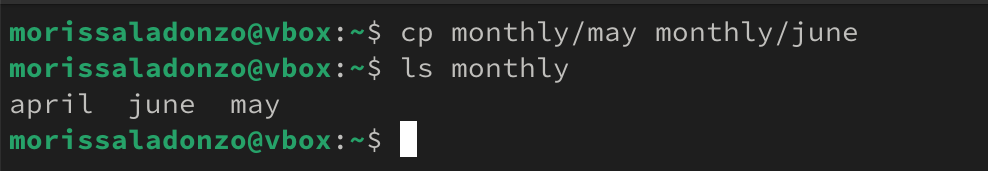 morissaladonzo@vbox:~$ cp monthly/may monthly/june
morissaladonzo@vbox:~$ ls monthly
april  june  may
morissaladonzo@vbox:~$